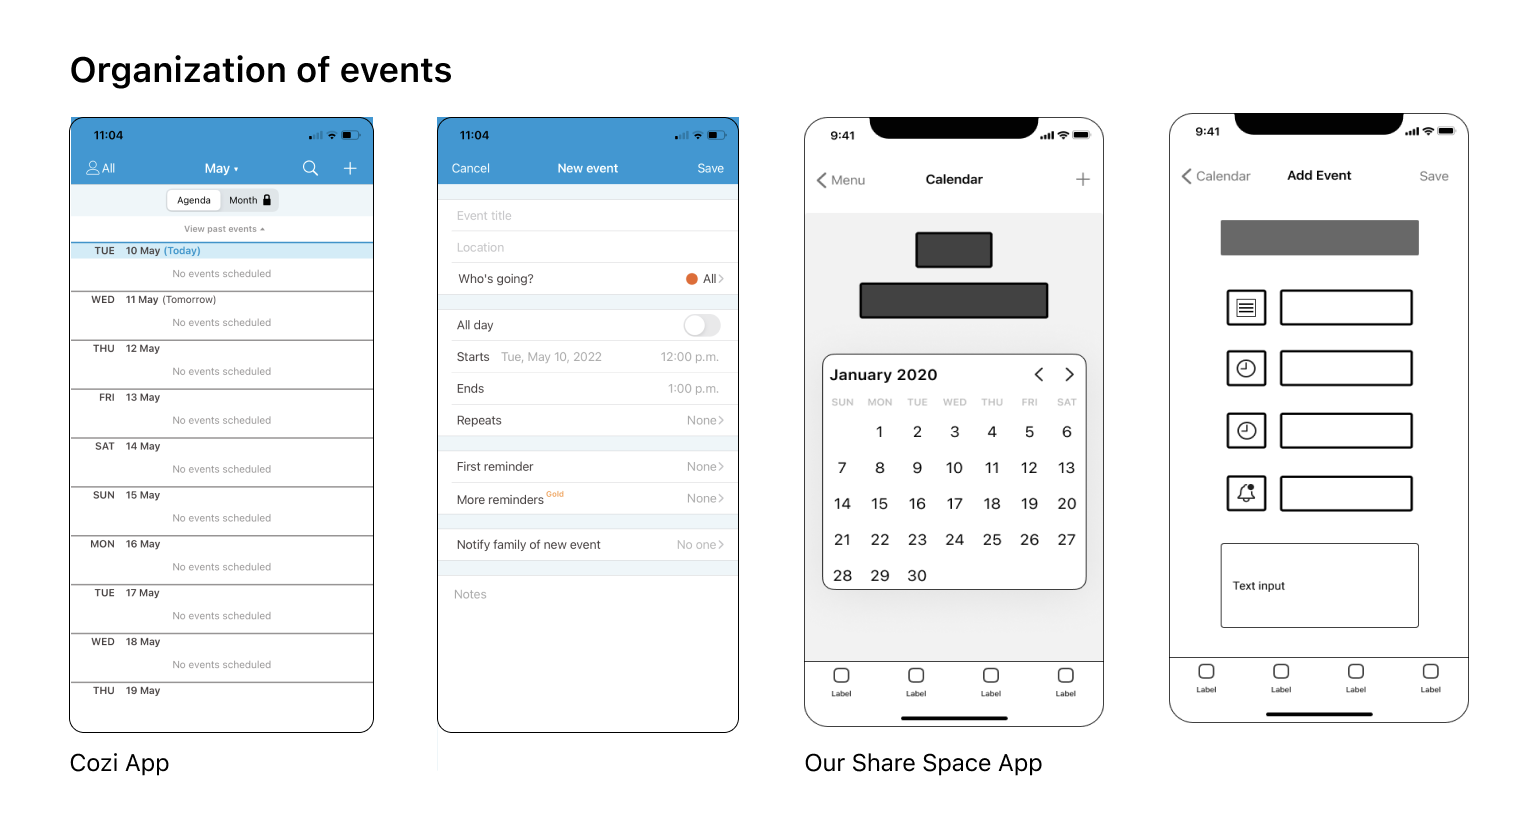 Organization of events
11:04
All
May
Agenda
Month
View past events
TUE 10 May (Today)
No events scheduled
WED 11 May (Tomorrow)
No events scheduled
THU 12 May
No events scheduled
FRI 13 May
No events scheduled
SAT 14 May
No events scheduled
SUN 15 May
No events scheduled
MON 16 May
No events scheduled
TUE 17 May
No events scheduled
WED 18 May
No events scheduled
THU 19 May
Cozi App
11:04
Cancel New event Save
Event title
Location
Who's going? All
All day
Starts Tue, May 10, 2022 12:00 p.m.
Ends 1:00 p.m.
Repeats None
First reminder None
More reminders Gold None
Notify family of new event No one
Notes
9:41
Menu Calendar
January 2020
SUN MON TUE WED THU FRI SAT
1 2 3 4 5 6
7 8 9 10 11 12 13
14 15 16 17 18 19 20
21 22 23 24 25 26 27
28 29 30
Label Label Label Label
Our Share Space App
9:41
Calendar Add Event Save
Text input
Label Label Label Label